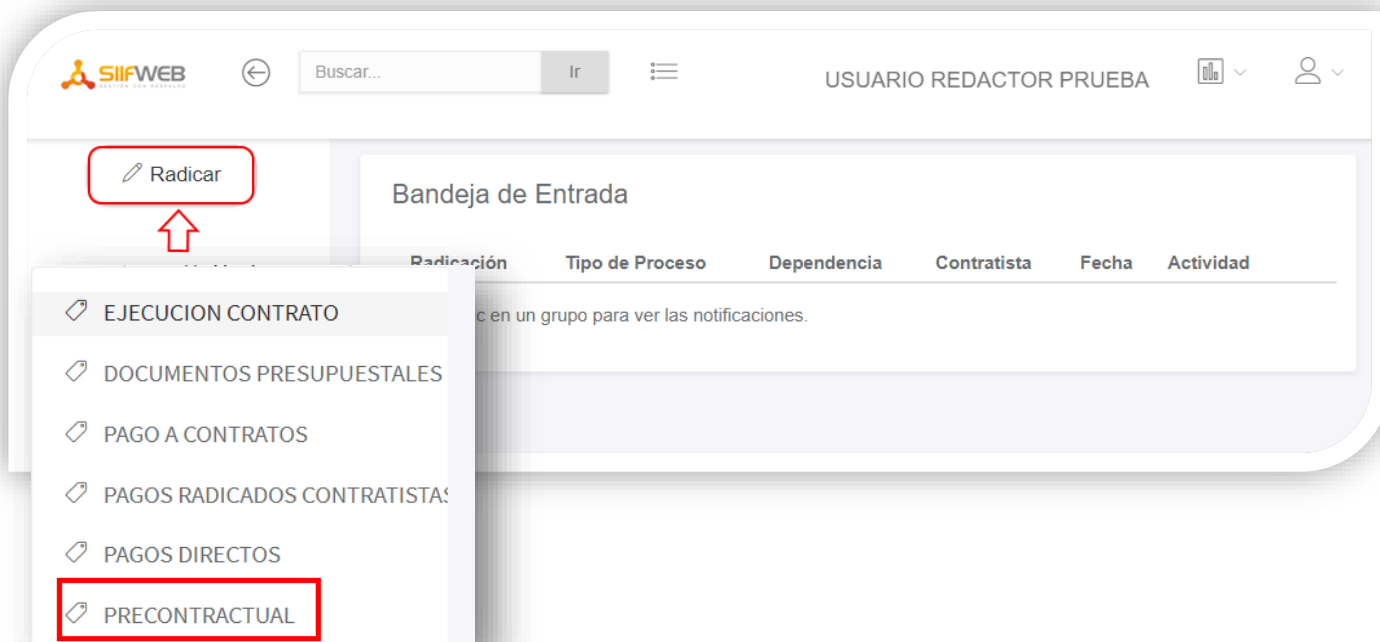 SIIFWEB
Buscar...
Ir
USUARIO REDACTOR PRUEBA
Radicar
Bandeja de Entrada
Radicación Tipo de Proceso Dependencia Contratista Fecha Actividad
en un grupo para ver las notificaciones.
EJECUCION CONTRATO
DOCUMENTOS PRESUPUESTALES
PAGO A CONTRATOS
PAGOS RADICADOS CONTRATISTAS
PAGOS DIRECTOS
PRECONTRACTUAL